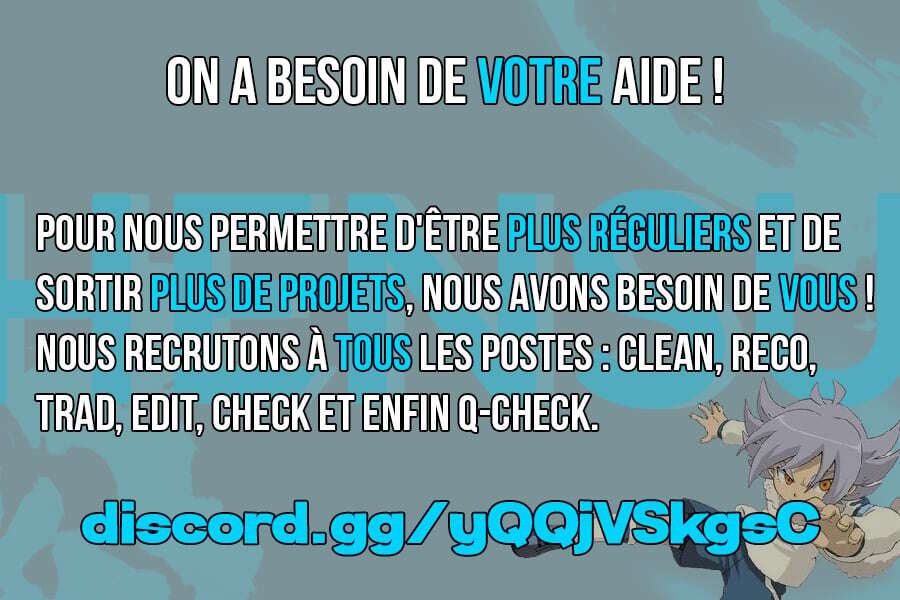 ON A BESOIN DE VOTRE AIDE !
POUR NOUS PERMETTRE D'ÊTRE PLUS RÉGULIERS ET DE
SORTIR PLUS DE PROJETS, NOUS AVONS BESOIN DE VOUS !
NOUS RECRUTONS À TOUS LES POSTES : CLEAN, RECO,
TRAD, EDIT, CHECK ET ENFIN Q-CHECK.
discord.gg/yQQjVSkgsC